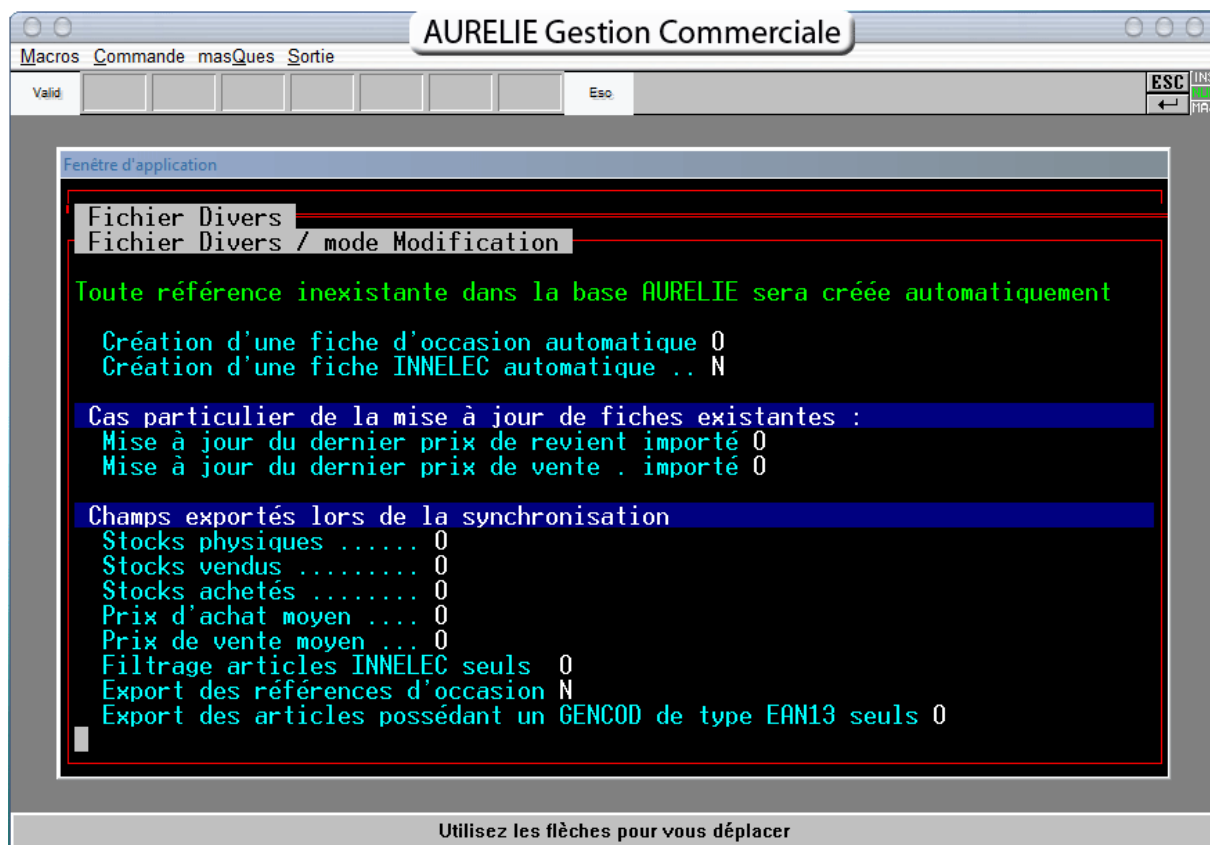 AURELIE Gestion Commerciale
Macros Commande masQues Sortie
Valid Esc ESC
Fenêtre d'application
Fichier Divers
Fichier Divers / mode Modification
Toute référence inexistante dans la base AURELIE sera créée automatiquement
Création d'une fiche d'occasion automatique O
Création d'une fiche INNELEC automatique .. N
Cas particulier de la mise à jour de fiches existantes :
Mise à jour du dernier prix de revient importé O
Mise à jour du dernier prix de vente . importé O
Champs exportés lors de la synchronisation
Stocks physiques ...... O
Stocks vendus ......... O
Stocks achetés ........ O
Prix d'achat moyen .... O
Prix de vente moyen ... O
Filtrage articles INNELEC seuls O
Export des références d'occasion N
Export des articles possédant un GENCOD de type EAN13 seuls O
Utilisez les flèches pour vous déplacer